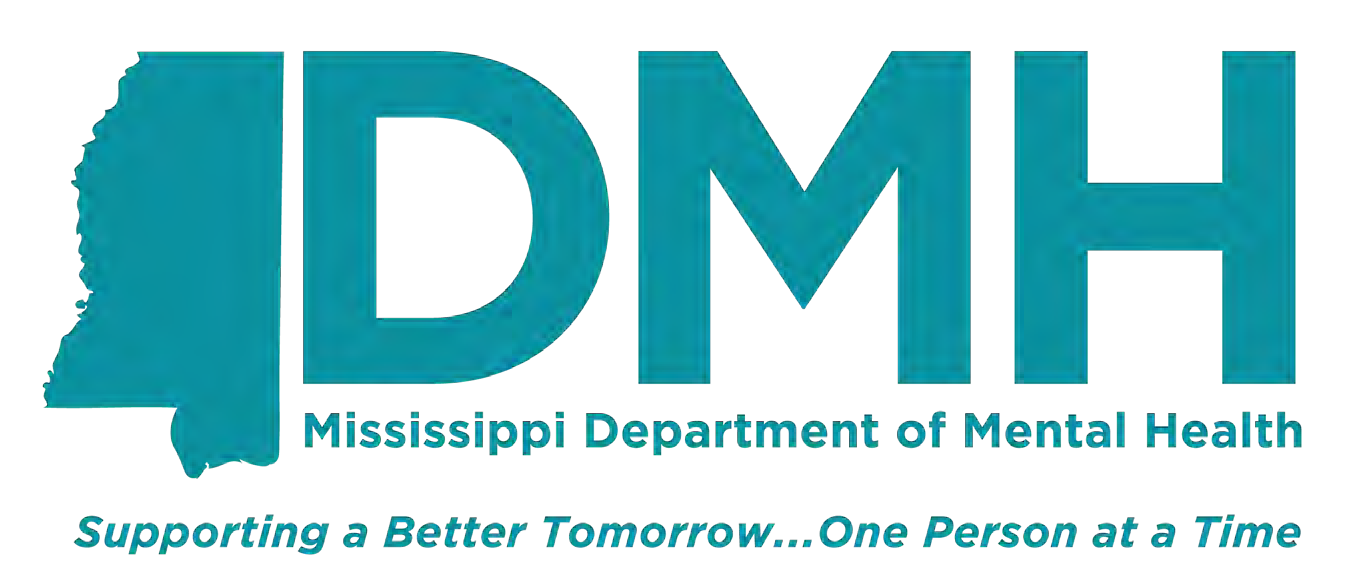 DMH
Mississippi Department of Mental Health
Supporting a Better Tomorrow...One Person at a Time